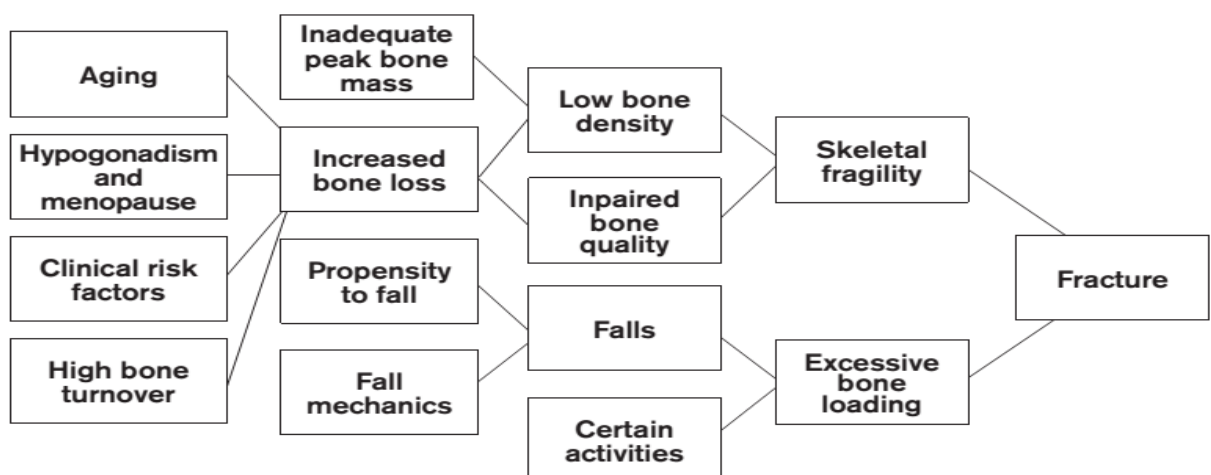 Aging
Hypogonadism
and
menopause
Clinical risk
factors
High bone
turnover
Inadequate
peak bone
mass
Increased
bone loss
Propensity
to fall
Fall
mechanics
Low bone
density
Inpaired
bone
quality
Falls
Certain
activities
Skeletal
fragility
Excessive
bone
loading
Fracture